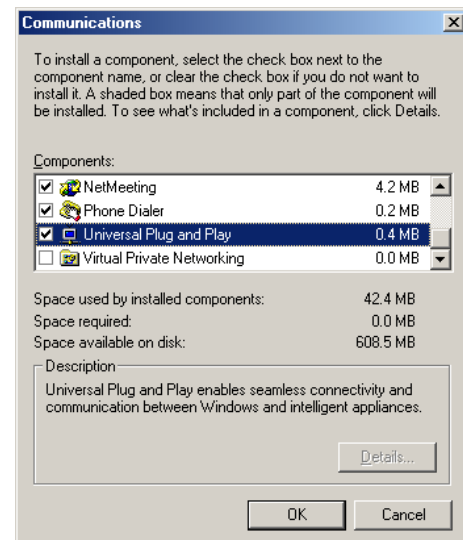 Communications
To install a component, select the check box next to the
component name, or clear the check box if you do not want to
install it. A shaded box means that only part of the component will
be installed. To see what's included in a component, click Details.
Components:
NetMeeting 4.2 MB
Phone Dialer 0.2 MB
Universal Plug and Play 0.4 MB
Virtual Private Networking 0.0 MB
Space used by installed components: 42.4 MB
Space required: 0.0 MB
Space available on disk: 608.5 MB
Description
Universal Plug and Play enables seamless connectivity and
communication between Windows and intelligent appliances.
Details...
OK Cancel